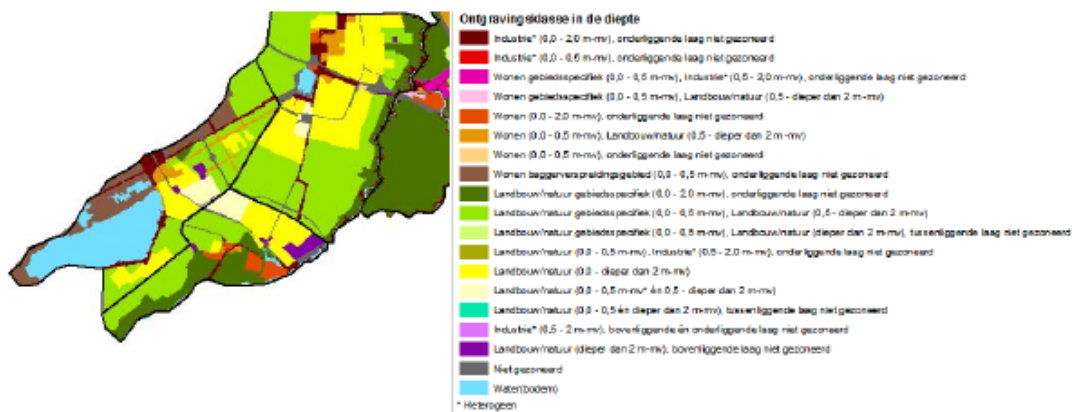 Ontgravingsklasse in de diepte
Industrie* (0,0 - 2,0 m-mv), onderliggende laag niet gezoneerd
Industrie* (0,0 - 0,5 m-mv), onderliggende laag niet gezoneerd
Wonen gebiedsspecifiek (0,0 - 0,5 m-mv), Industrie* (0,5 - 2,0 m-mv), onderliggende laag niet gezoneerd
Wonen gebiedsspecifiek (0,0 - 0,5 m-mv), Landbouw/natuur (0,5 - dieper dan 2 m-mv)
Wonen (0,0 - 2,0 m-mv), onderliggende laag niet gezoneerd
Wonen (0,0 - 0,5 m-mv), Landbouw/natuur (0,5 - dieper dan 2 m-mv)
Wonen (0,0 - 0,5 m-mv), onderliggende laag niet gezoneerd
Wonen baggerverspreidingsgebied (0,0 - 0,5 m-mv), onderliggende laag niet gezoneerd
Landbouw/natuur gebiedsspecifiek (0,0 - 2,0 m-mv), onderliggende laag niet gezoneerd
Landbouw/natuur gebiedsspecifiek (0,0 - 0,5 m-mv), Landbouw/natuur (0,5 - dieper dan 2 m-mv)
Landbouw/natuur gebiedsspecifiek (0,0 - 0,5 m-mv), Landbouw/natuur (dieper dan 2 m-mv), tussenliggende laag niet gezoneerd
Landbouw/natuur (0,0 - 0,5 m-mv), Industrie* (0,5 - 2,0 m-mv), onderliggende laag niet gezoneerd
Landbouw/natuur (0,0 - dieper dan 2 m-mv)
Landbouw/natuur (0,0 - 0,5 m-mv* én 0,5 - dieper dan 2 m-mv)
Landbouw/natuur (0,0 - 0,5 én dieper dan 2 m-mv), tussenliggende laag niet gezoneerd
Industrie* (0,5 - 2 m-mv), bovenliggende én onderliggende laag niet gezoneerd
Landbouw/natuur (dieper dan 2 m-mv), bovenliggende laag niet gezoneerd
Niet gezoneerd
Water(bodem)
* Heterogeen